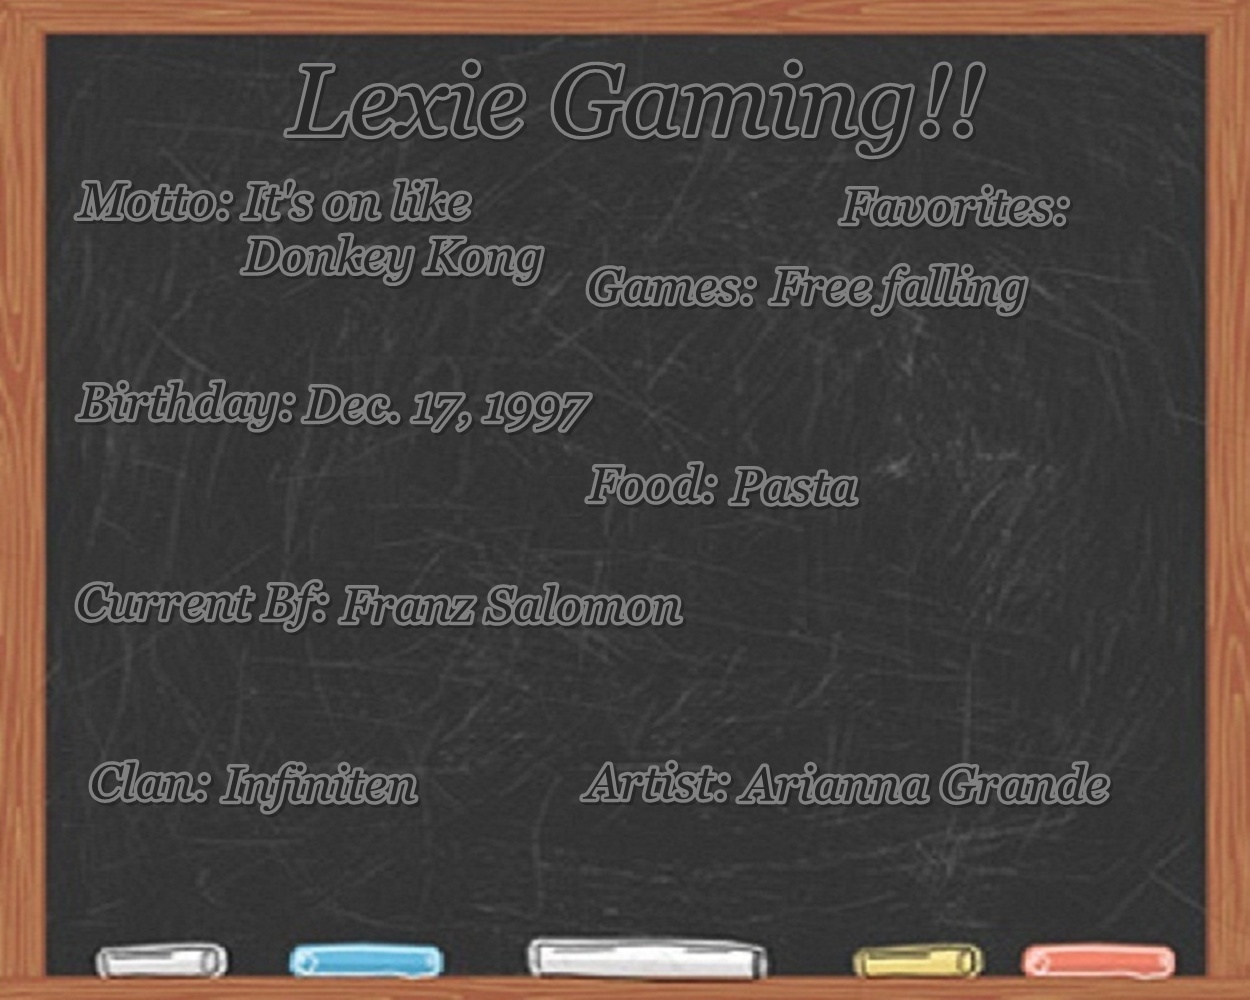 Lexie Gaming!!
Motto: It's on like
Donkey Kong
Birthday: Dec. 17, 1997
Current Bf: Franz Salomon
Clan: Infiniten
Favorites:
Games: Free falling
Food: Pasta
Artist: Arianna Grande